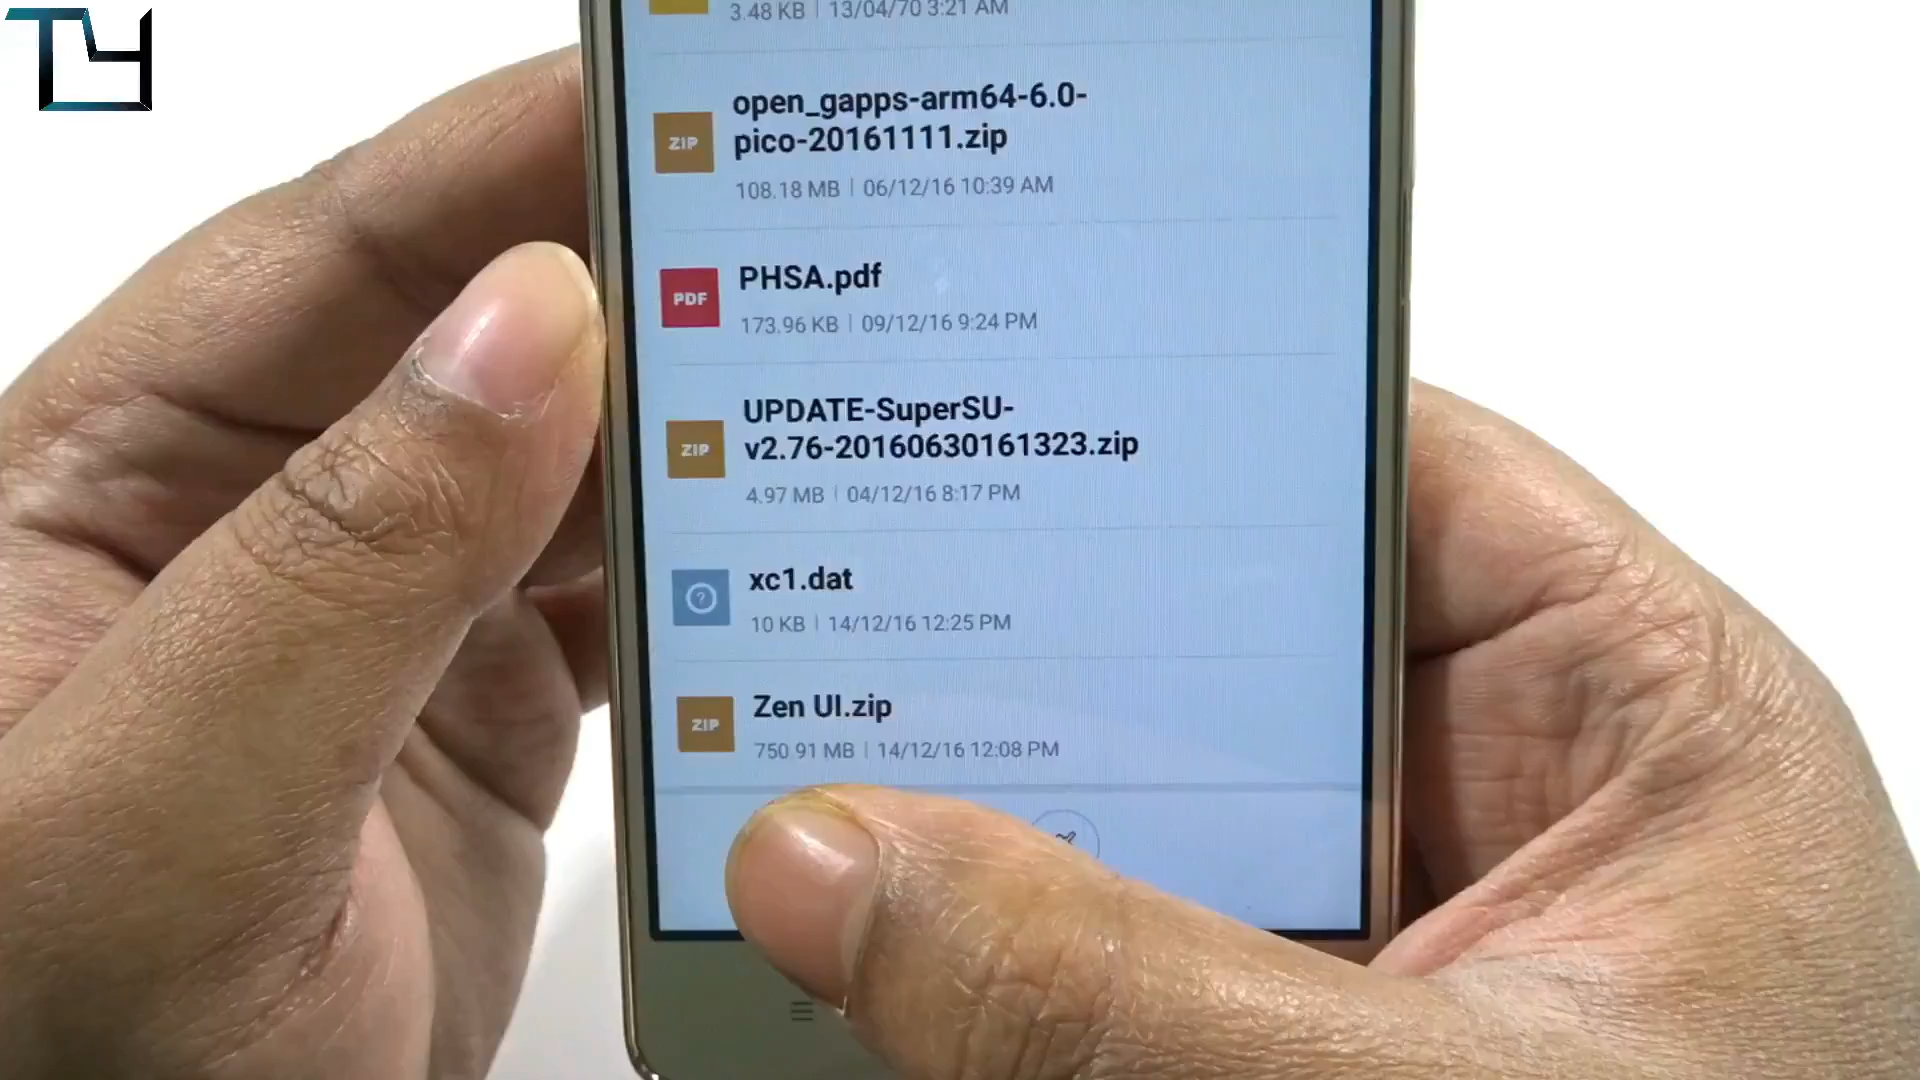 TY
3.48 KB | 13/04/70 3:21 AM
ZIP
open_gapps-arm64-6.0-
pico-20161111.zip
108.18 MB | 06/12/16 10:39 AM
PDF
PHSA.pdf
173.96 KB | 09/12/16 9:24 PM
ZIP
UPDATE-SuperSU-
v2.76-20160630161323.zip
4.97 MB | 04/12/16 8:17 PM
?
xc1.dat
10 KB | 14/12/16 12:25 PM
ZIP
Zen UI.zip
750.91 MB | 14/12/16 12:08 PM